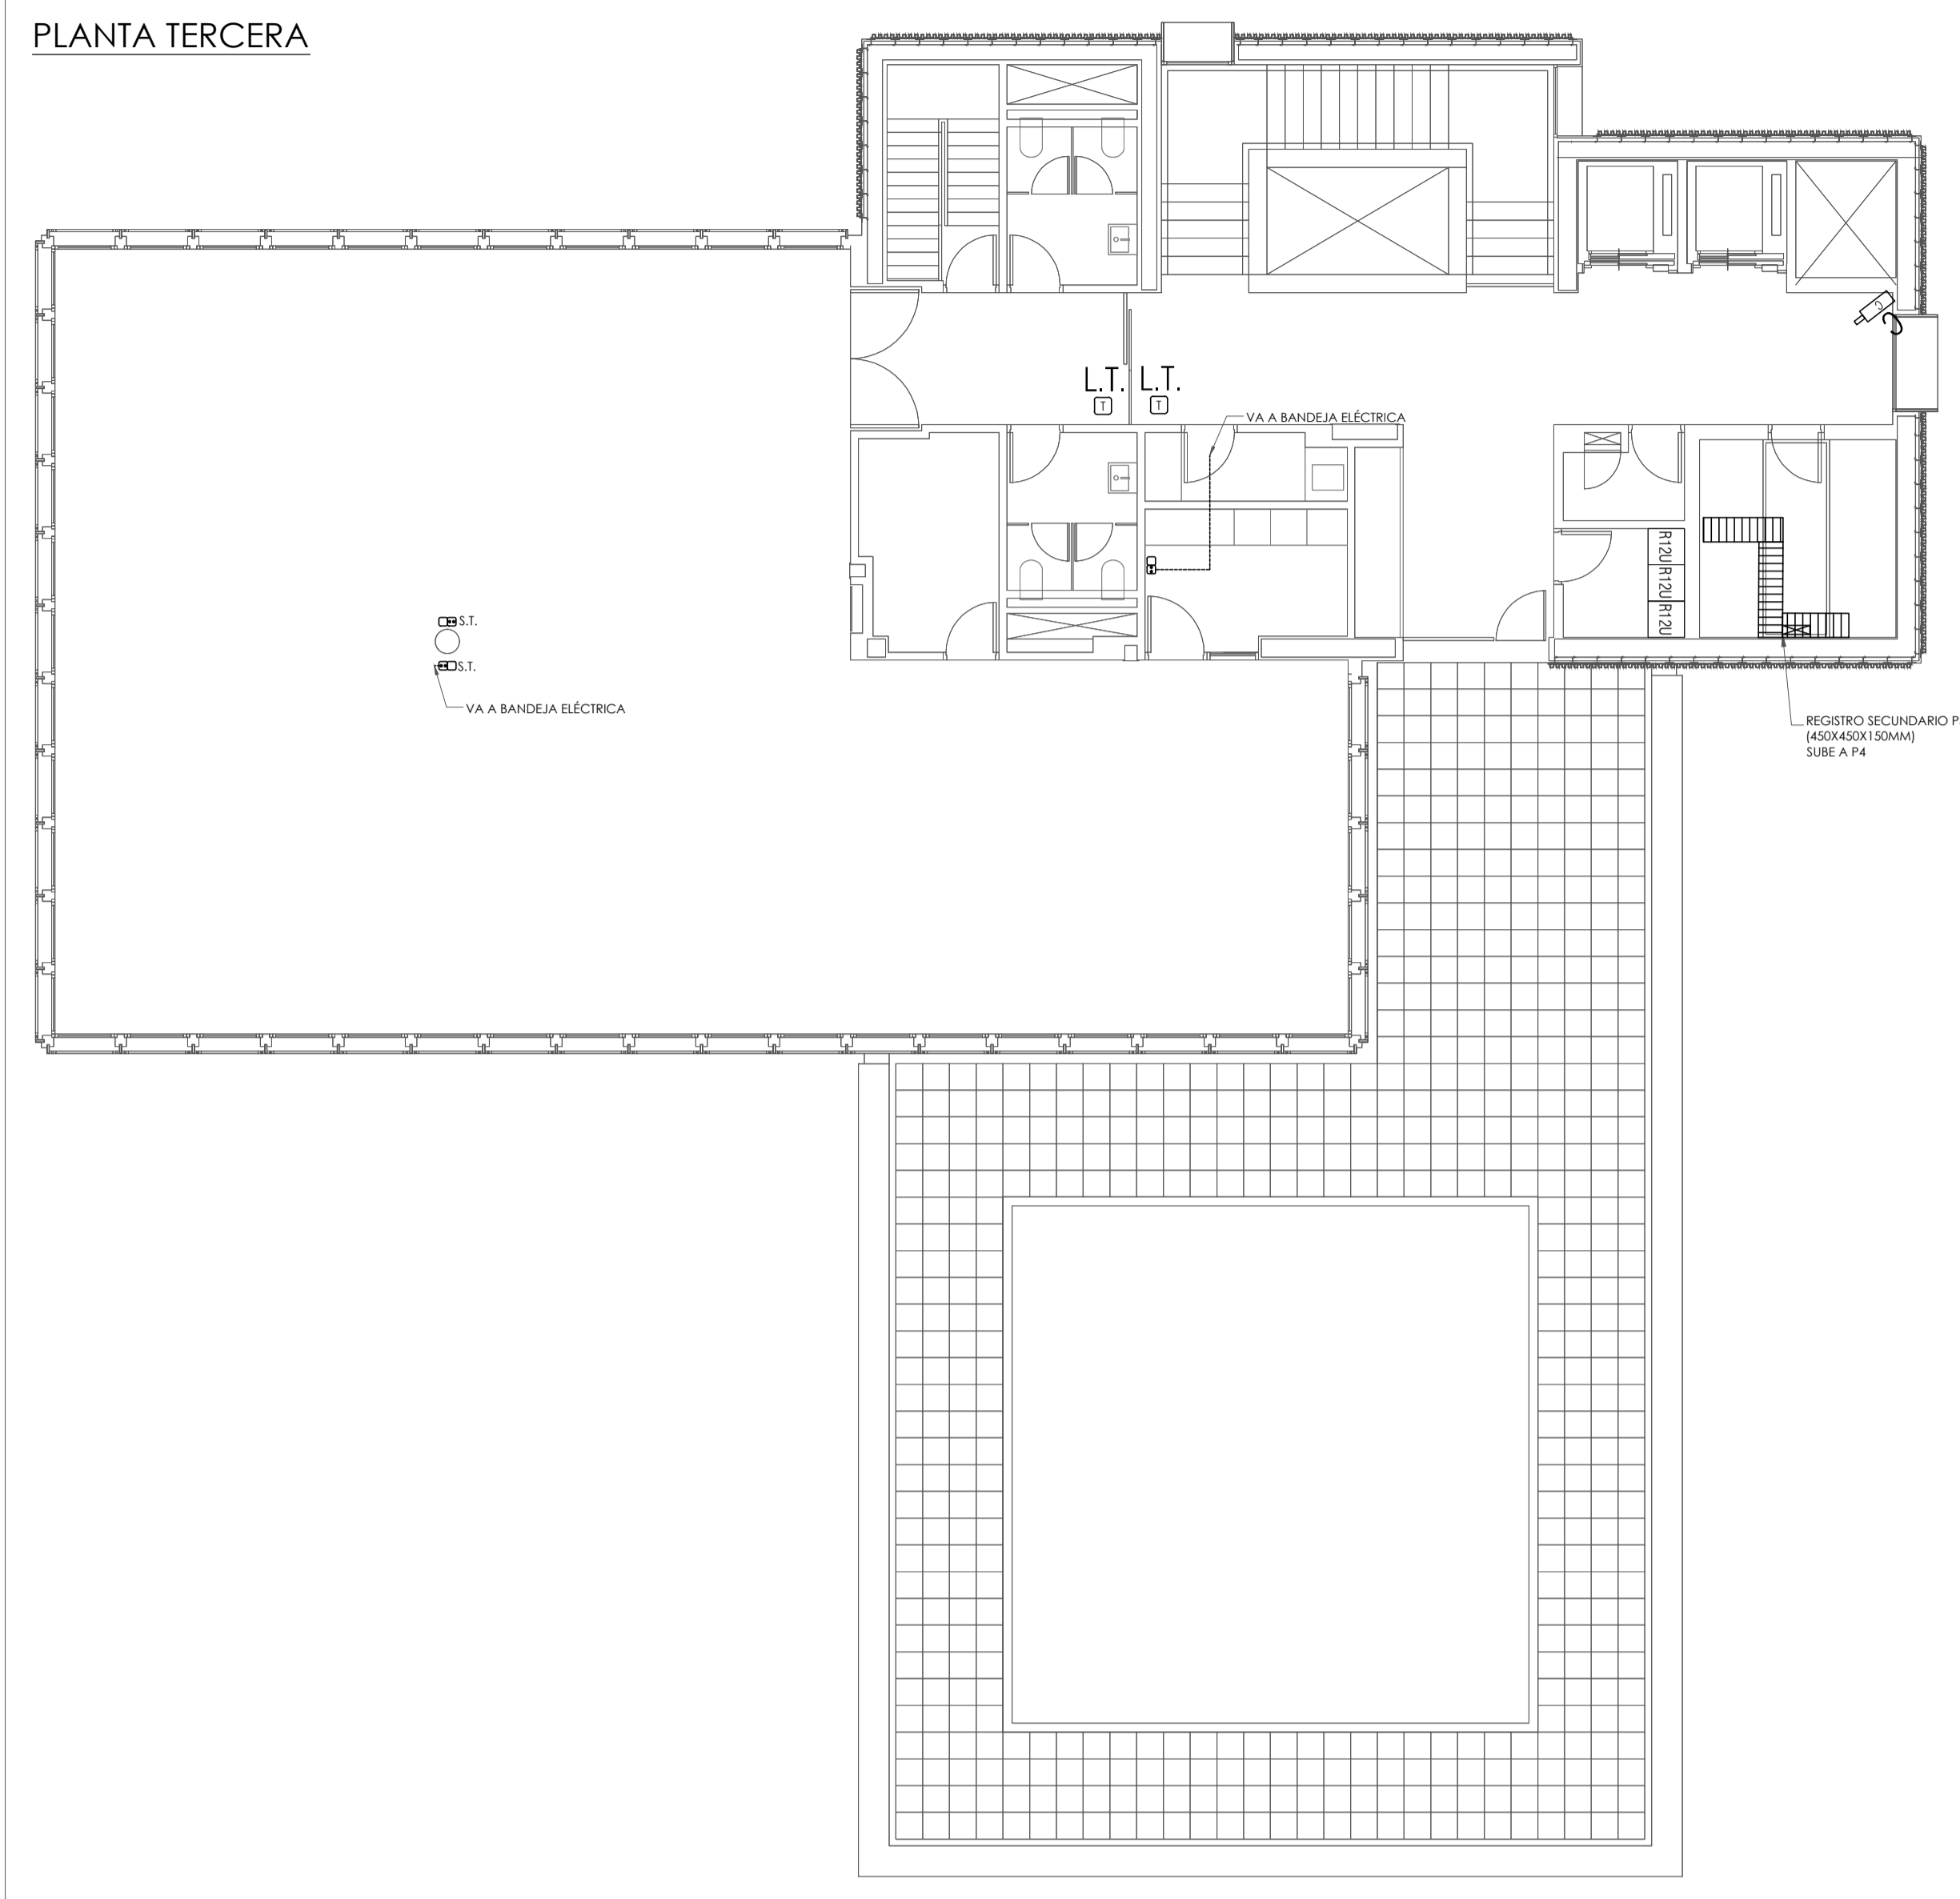 PLANTA TERCERA
L.T. L.T.
T T
VA A BANDEJA ELÉCTRICA
R12U R12U R12U
S.T.
S.T.
VA A BANDEJA ELÉCTRICA
REGISTRO SECUNDARIO P
(450X450X150MM)
SUBE A P4